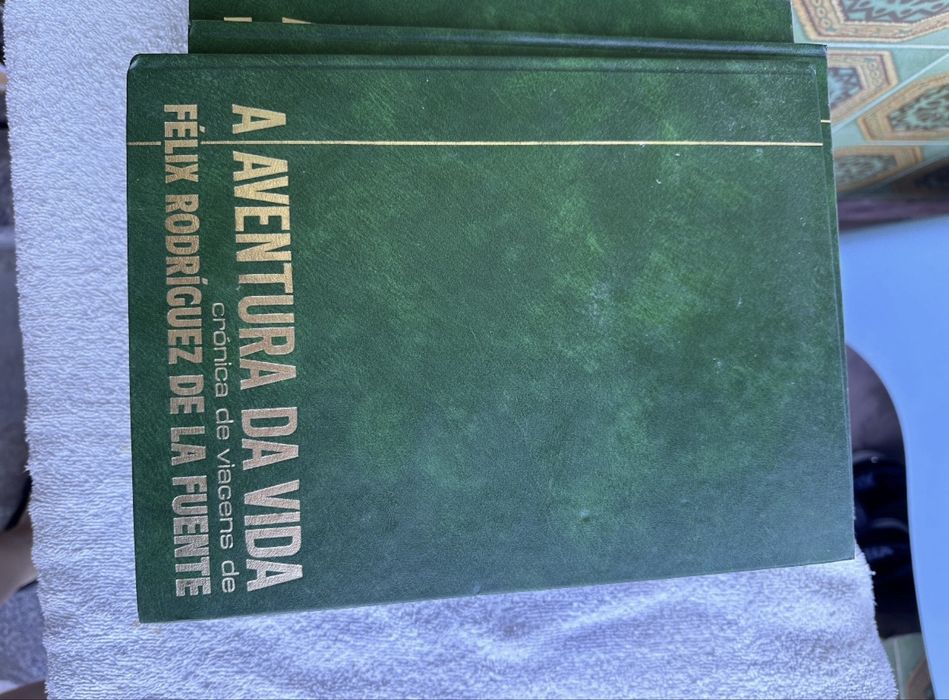 A AVENTURA DA VIDA
crónica de viagens de
FÉLIX RODRÍGUEZ DE LA FUENTE